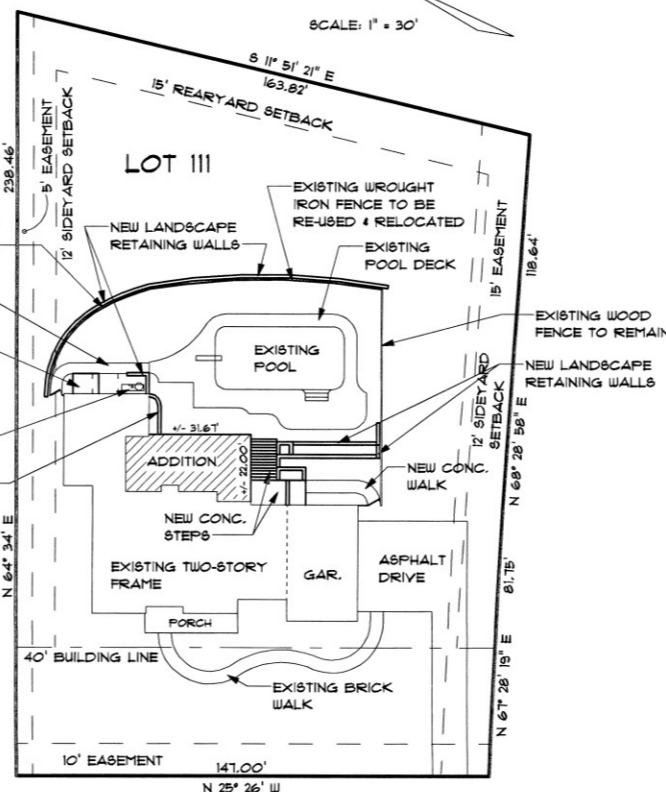 SCALE: 1" = 30'
S 11° 51' 21" E
163.82'
15' REARYARD SETBACK
238.46'
5' EASEMENT
12' SIDEYARD SETBACK
LOT 111
EXISTING WROUGHT
IRON FENCE TO BE
RE-USED & RELOCATED
NEW LANDSCAPE
RETAINING WALLS
EXISTING
POOL DECK
15' EASEMENT
118.64'
EXISTING WOOD
FENCE TO REMAIN
EXISTING
POOL
NEW LANDSCAPE
RETAINING WALLS
12' SIDEYARD
SETBACK
N 68° 28' 58" E
+/- 31.67'
ADDITION
+/- 22.00'
NEW CONC.
WALK
NEW CONC.
STEPS
N 64° 34' E
EXISTING TWO-STORY
FRAME
GAR.
ASPHALT
DRIVE
81.75'
PORCH
40' BUILDING LINE
EXISTING BRICK
WALK
N 67° 28' 19" E
10' EASEMENT
147.00'
N 25° 26' W